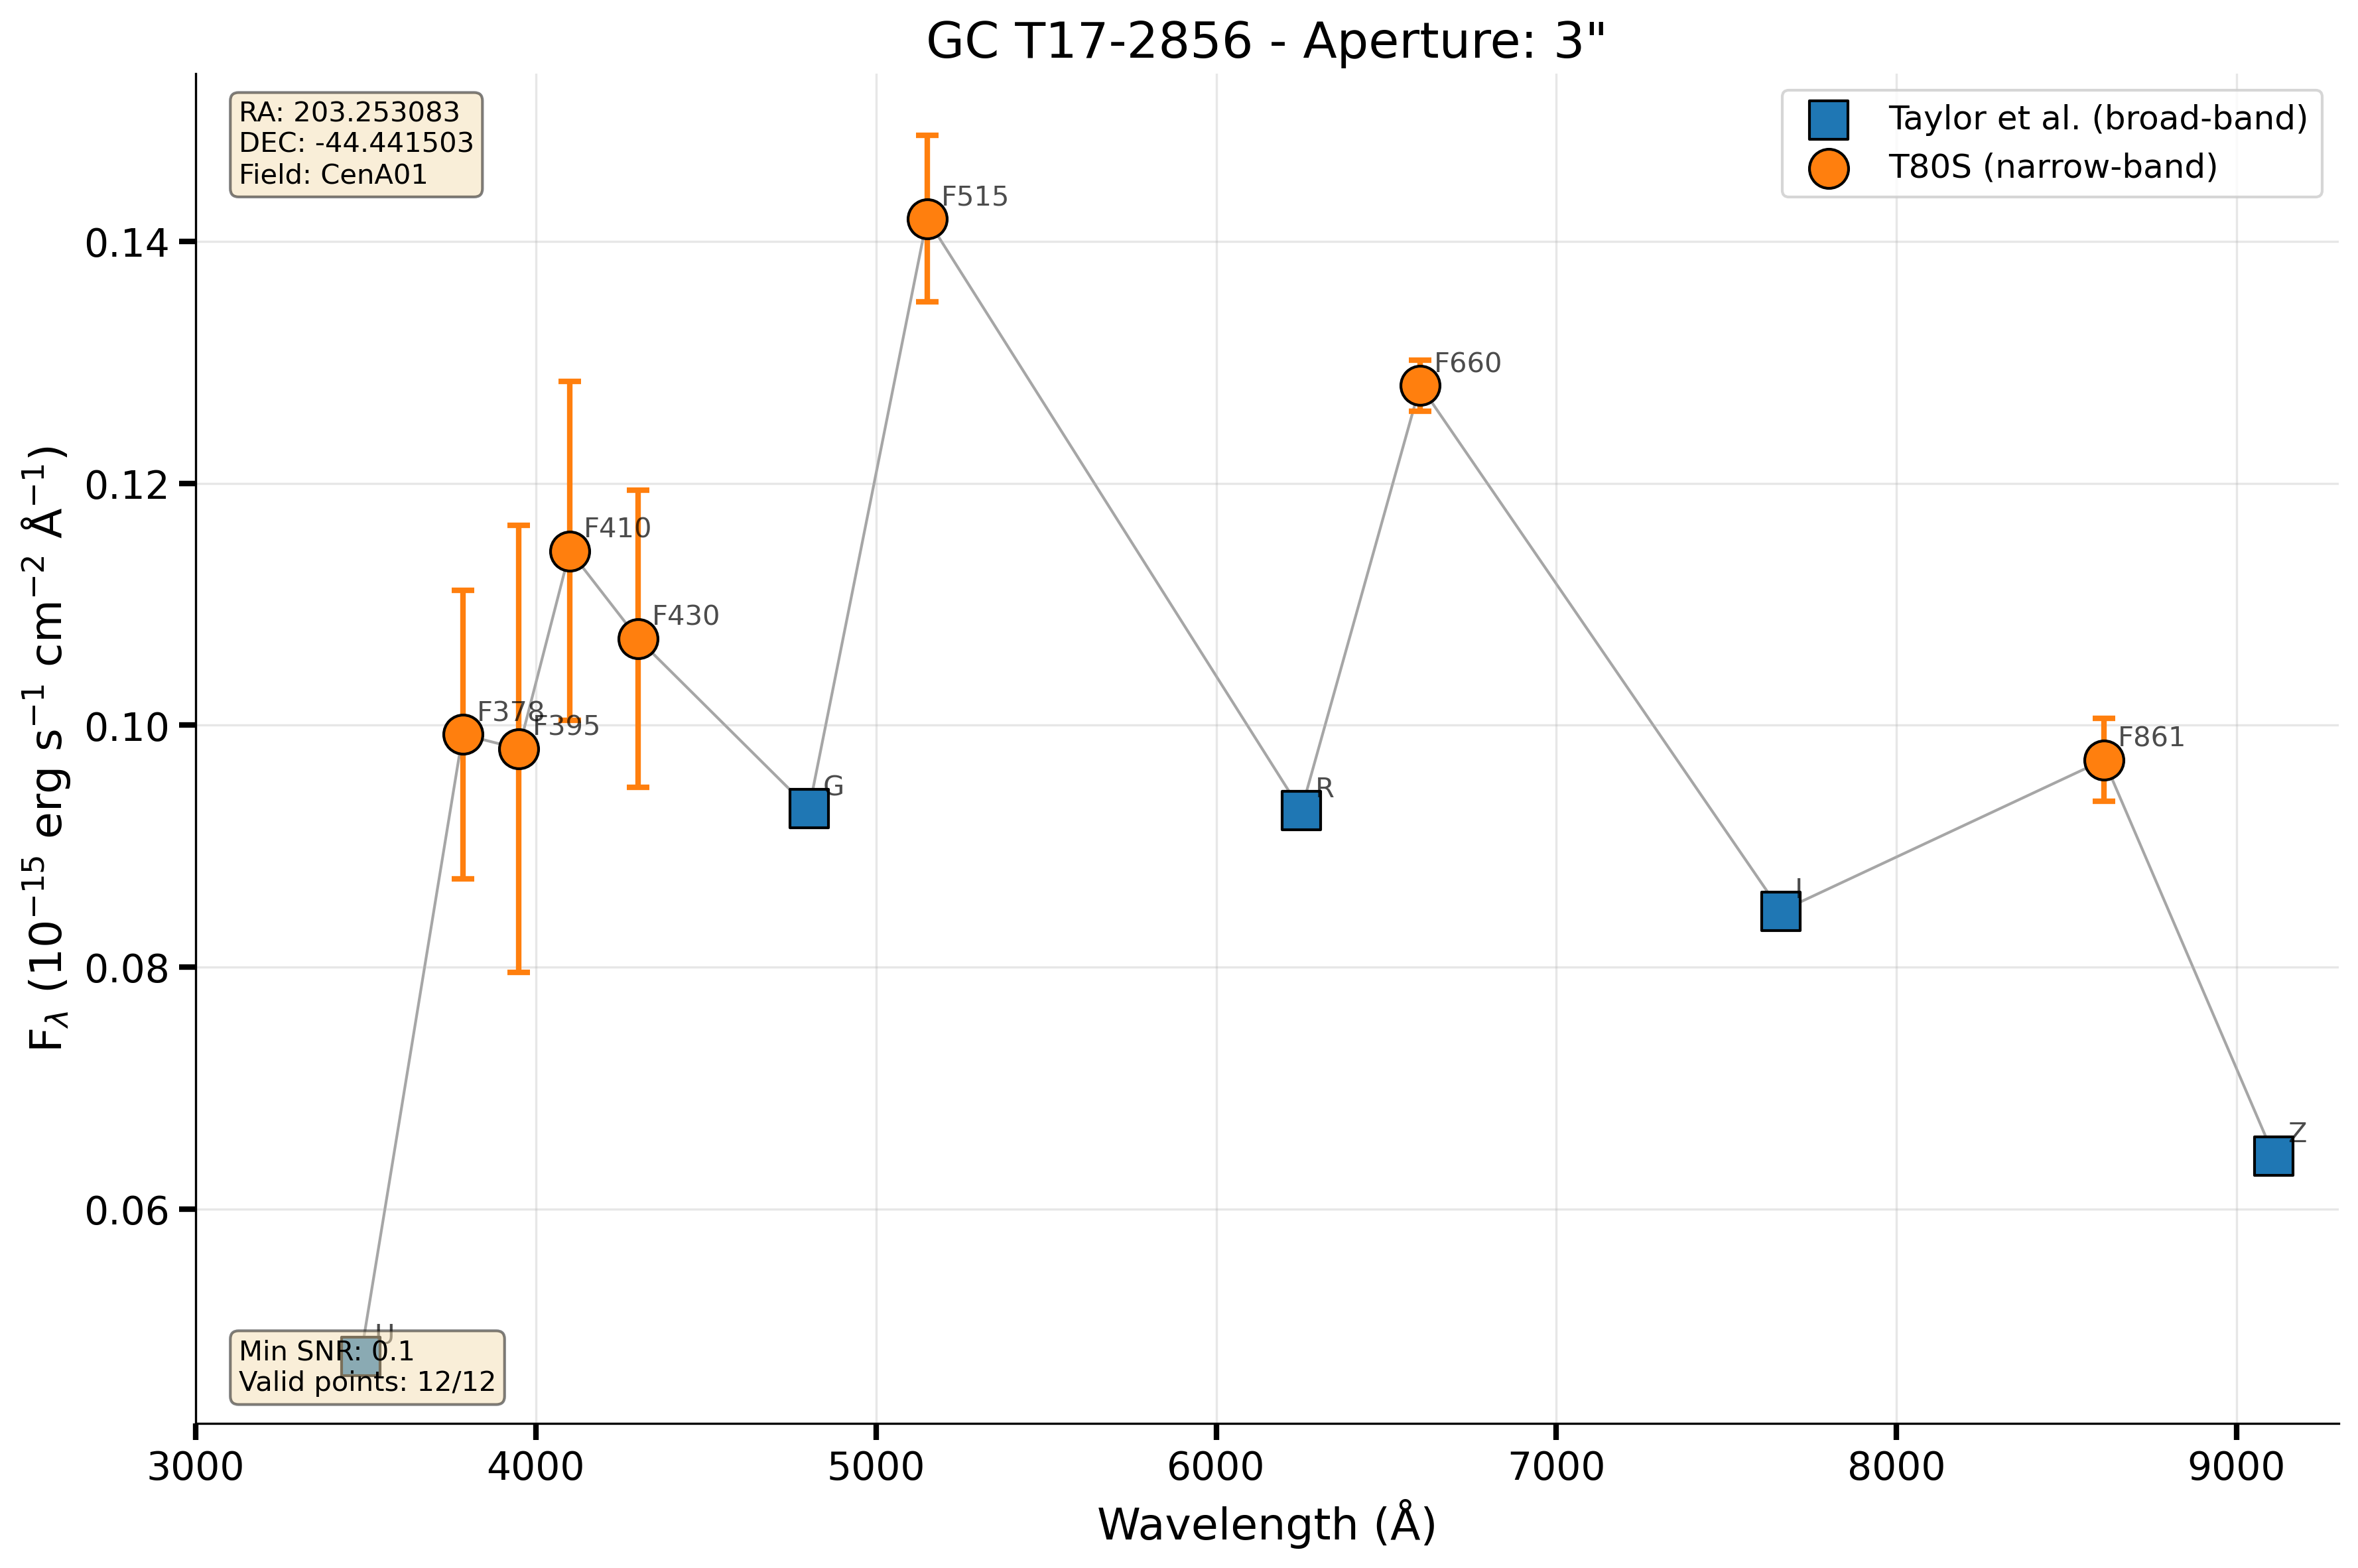 GC T17-2856 - Aperture: 3"
RA: 203.253083
DEC: -44.441503
Field: CenA01
Taylor et al. (broad-band)
T80S (narrow-band)
F515
0.14
F660
0.12
F410
F430
F378
F395
0.10
F861
G
R
I
0.08
Z
0.06
U
Min SNR: 0.1
Valid points: 12/12
F_λ (10⁻¹⁵ erg s⁻¹ cm⁻² Å⁻¹)
3000 4000 5000 6000 7000 8000 9000
Wavelength (Å)